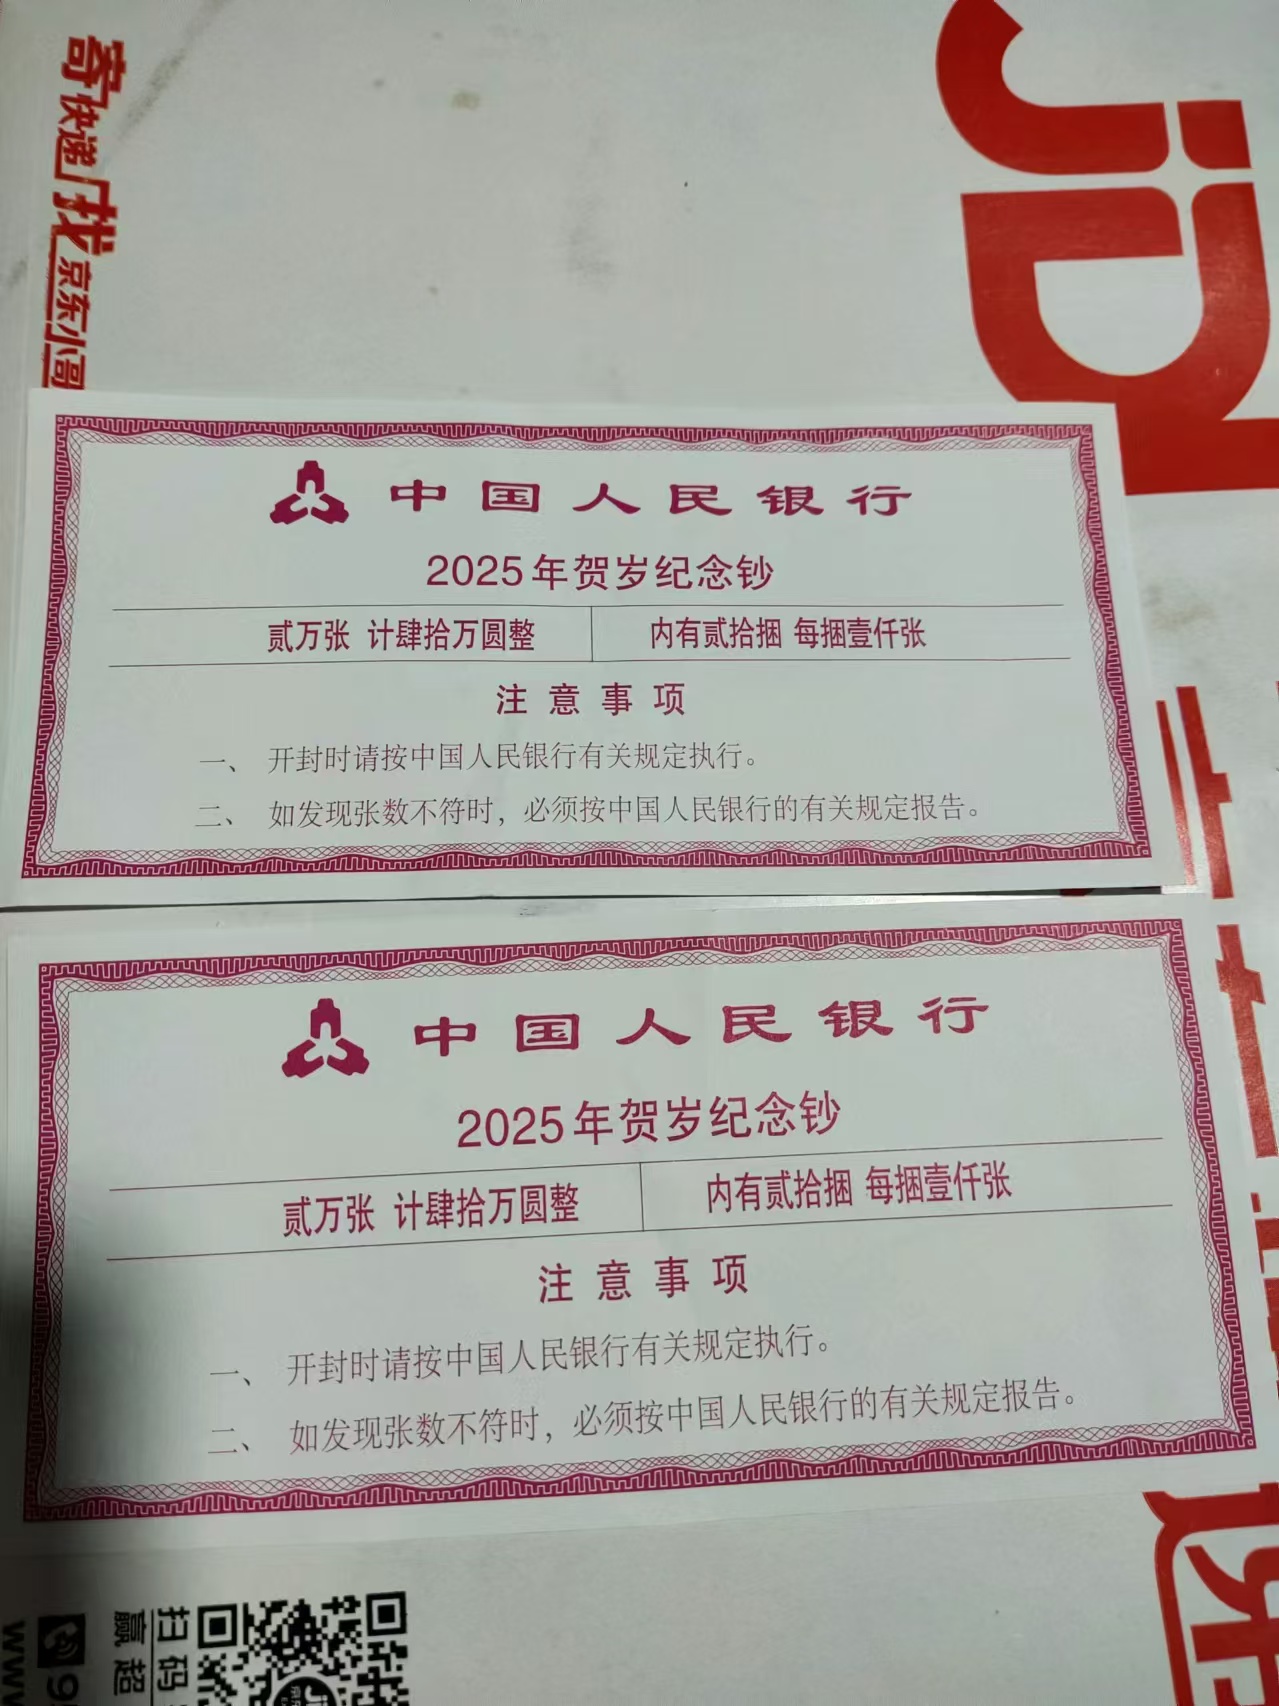 寄快递 找京东小哥
JD
中国人民银行
2025年贺岁纪念钞
贰万张 计肆拾万圆整 内有贰拾捆 每捆壹仟张
注意事项
一、 开封时请按中国人民银行有关规定执行。
二、 如发现张数不符时，必须按中国人民银行的有关规定报告。
中国人民银行
2025年贺岁纪念钞
贰万张 计肆拾万圆整 内有贰拾捆 每捆壹仟张
注意事项
一、 开封时请按中国人民银行有关规定执行。
二、 如发现张数不符时，必须按中国人民银行的有关规定报告。
扫码
赢超
www